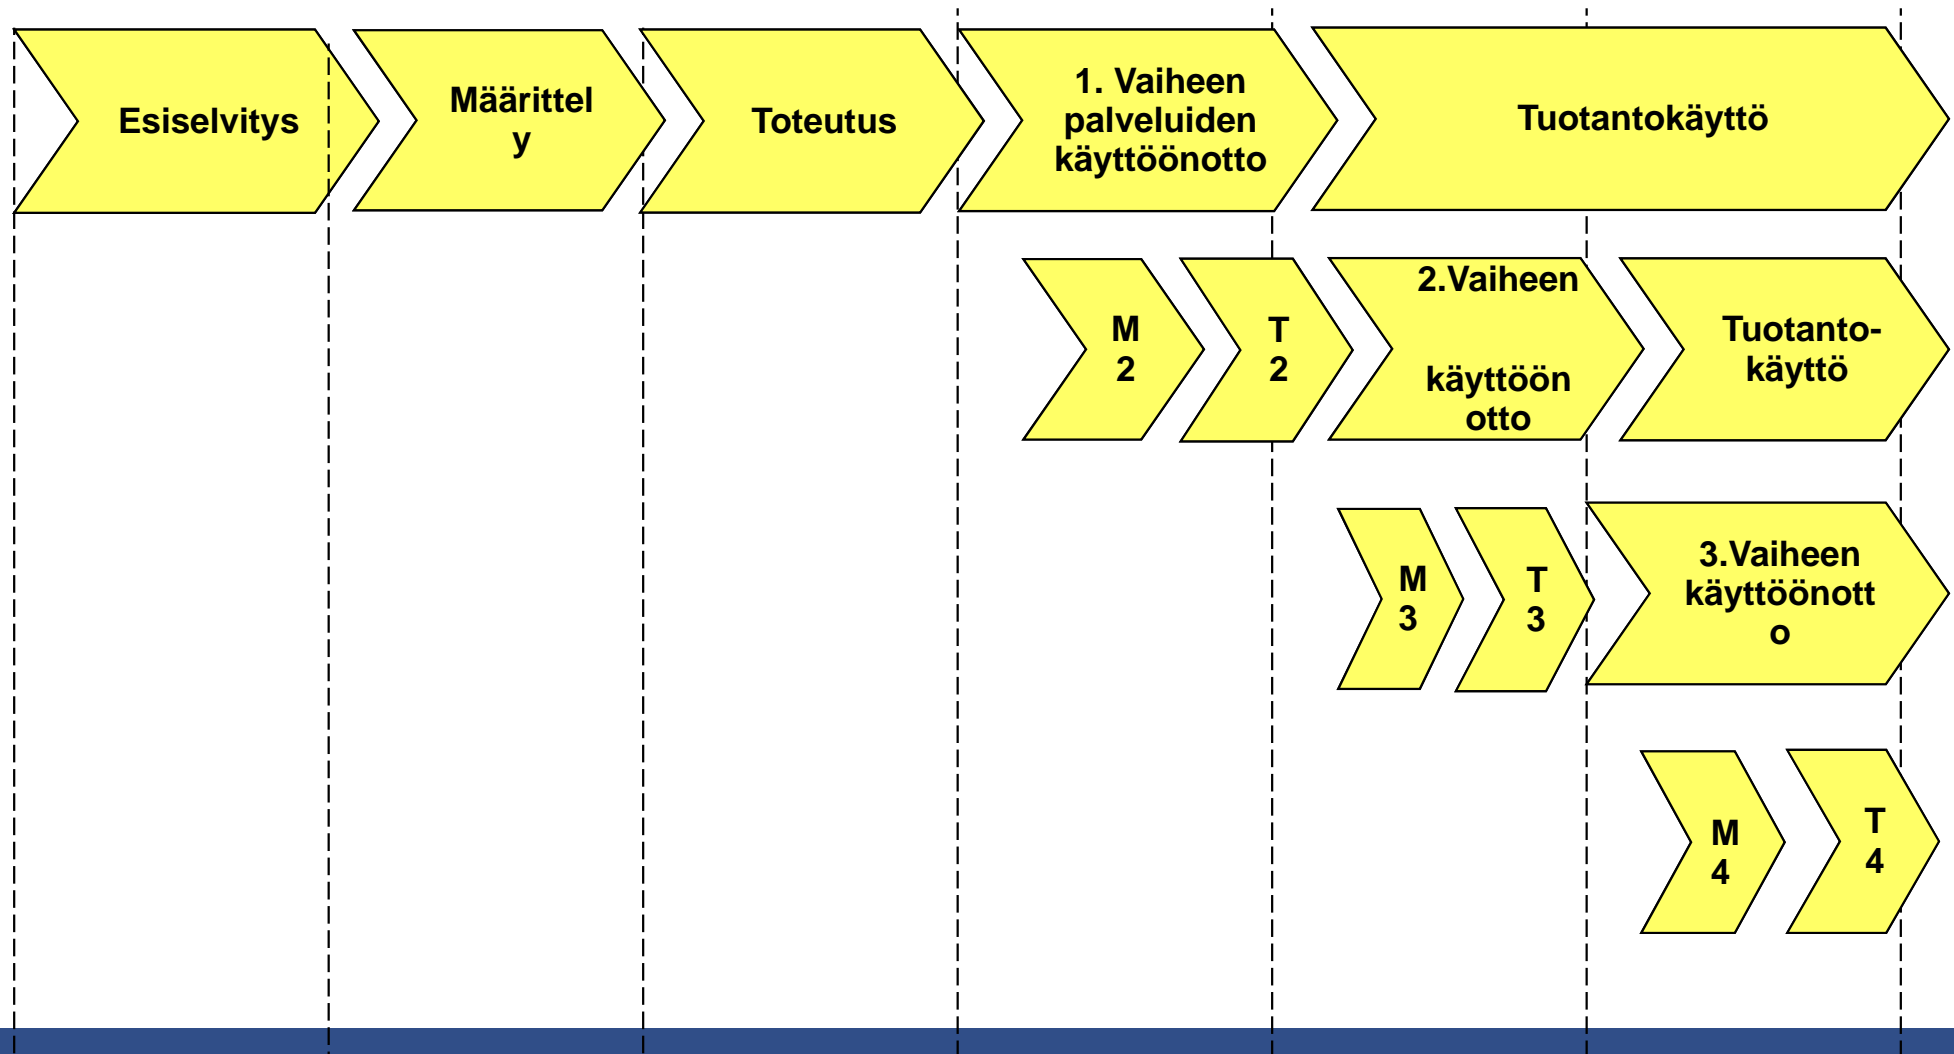 Esiselvitys
Määrittel
y
Toteutus
1. Vaiheen
palveluiden
käyttöönotto
Tuotantokäyttö
M
2
T
2
2.Vaiheen
käyttöön
otto
Tuotanto-
käyttö
M
3
T
3
3.Vaiheen
käyttöönott
o
M
4
T
4